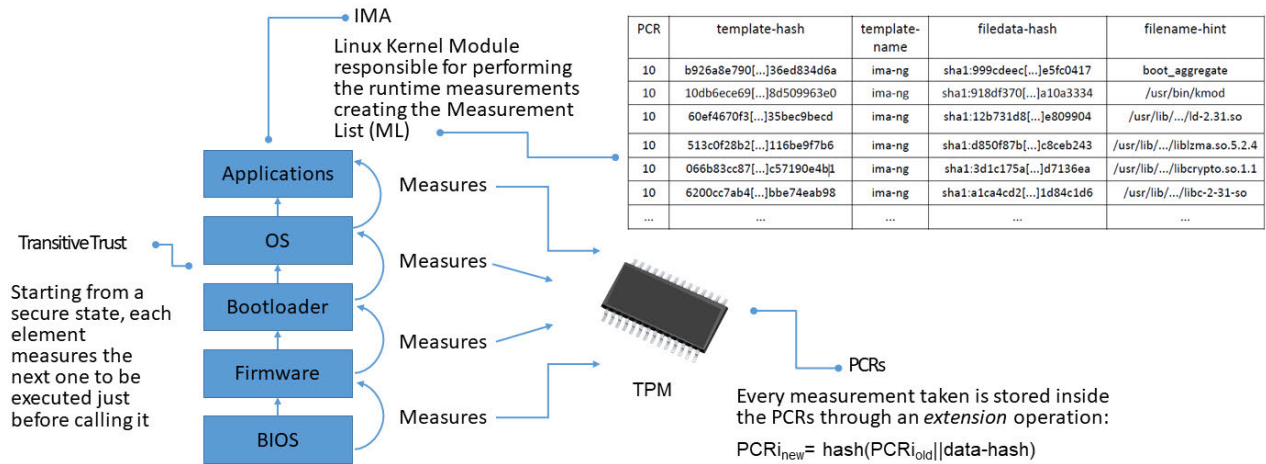 IMA
Linux Kernel Module
responsible for performing
the runtime measurements
creating the Measurement
List (ML)
PCR template-hash template-name filedata-hash filename-hint
10 b926a8e790[...]36ed834d6a ima-ng sha1:999cdeec[...]e5fc0417 boot_aggregate
10 10db6ece69[...]8d509963e0 ima-ng sha1:918df370[...]a10a3334 /usr/bin/kmod
10 60ef4670f3[...]35bec9becd ima-ng sha1:12b731d8[...]e809904 /usr/lib/.../ld-2.31.so
10 513c0f28b2[...]116be9f7b6 ima-ng sha1:d850f87b[...]c8ceb243 /usr/lib/.../liblzma.so.5.2.4
10 066b83cc87[...]c57190e4b1 ima-ng sha1:3d1c175a[...]d7136ea /usr/lib/.../libcrypto.so.1.1
10 6200cc7ab4[...]bbe74eab98 ima-ng sha1:a1ca4cd2[...]1d84c1d6 /usr/lib/.../libc-2-31-so
... ... ... ... ...
Applications
OS
Bootloader
Firmware
BIOS
Measures
Measures
Measures
Measures
Transitive Trust
Starting from a
secure state, each
element
measures the
next one to be
executed just
before calling it
TPM
PCRs
Every measurement taken is stored inside
the PCRs through an extension operation:
PCRinew= hash(PCRiold||data-hash)